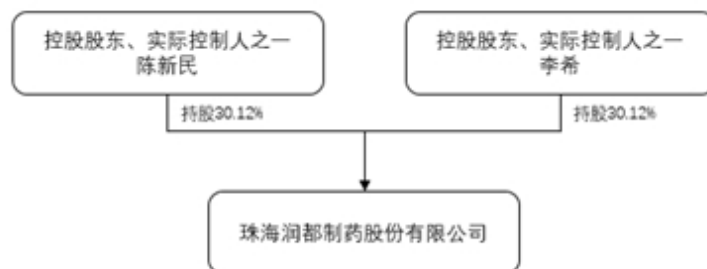 控股股东、实际控制人之一
陈新民
控股股东、实际控制人之一
李希
持股30.12%
持股30.12%
珠海润都制药股份有限公司